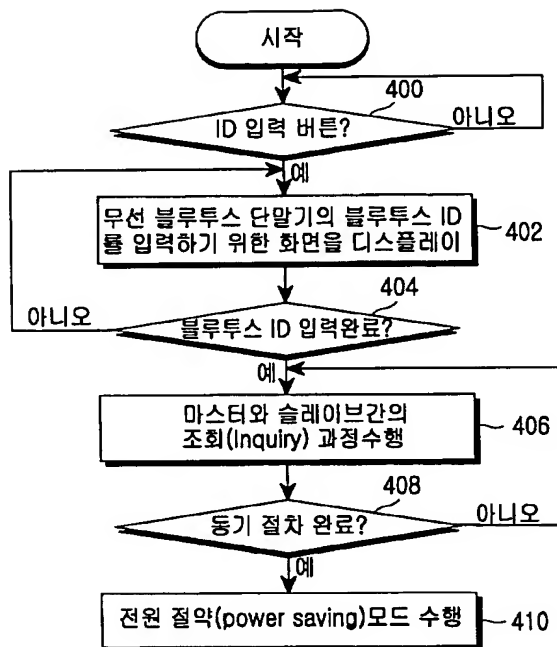 시작
400
ID 입력 버튼?
아니오
예
무선 블루투스 단말기의 블루투스 ID
를 입력하기 위한 화면을 디스플레이
402
404
아니오
블루투스 ID 입력완료?
예
마스터와 슬레이브간의
조회(Inquiry) 과정수행
406
408
동기 절차 완료?
아니오
예
전원 절약(power saving)모드 수행
410